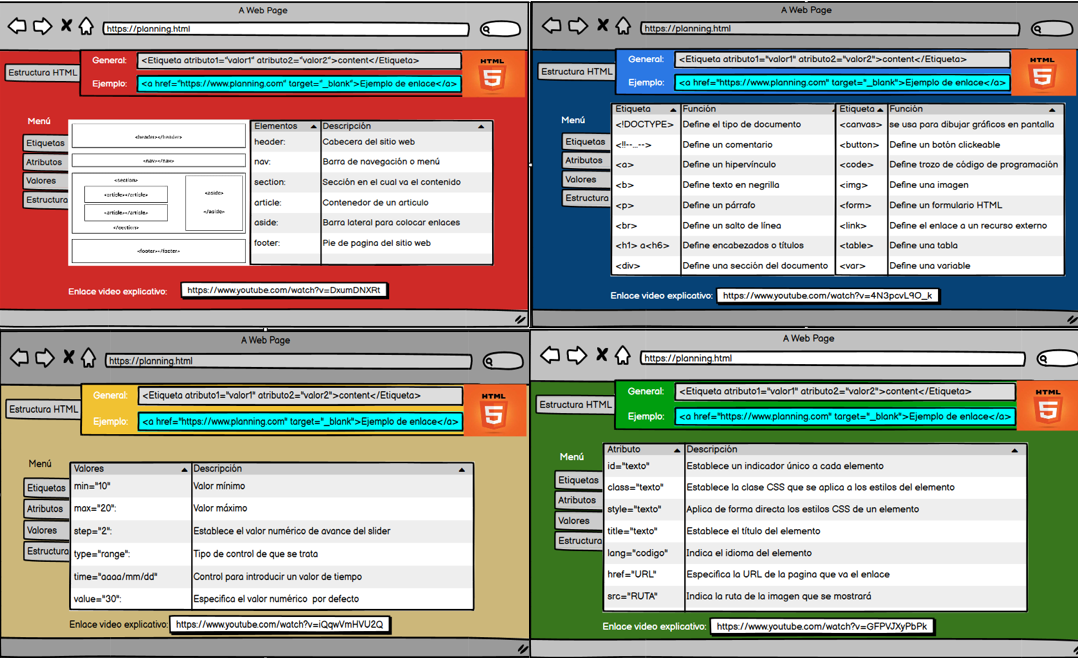 A Web Page
https://planning.html
Estructura HTML
General: <Etiqueta atributo1="valor1" atributo2="valor2">content</Etiqueta>
Ejemplo: <a href="https://www.planning.com" target="_blank">Ejemplo de enlace</a>
HTML
5
Menú
Etiquetas
Atributos
Valores
Estructura
<header></header>
<nav></nav>
<section>
<article></article>
<article></article>
</section>
<aside>
</aside>
<footer></footer>
Elementos Descripción
header: Cabecera del sitio web
nav: Barra de navegación o menú
section: Sección en el cual va el contenido
article: Contenedor de un articulo
aside: Barra lateral para colocar enlaces
footer: Pie de pagina del sitio web
Enlace video explicativo: https://www.youtube.com/watch?v=DxumDNXRt
A Web Page
https://planning.html
Estructura HTML
General: <Etiqueta atributo1="valor1" atributo2="valor2">content</Etiqueta>
Ejemplo: <a href="https://www.planning.com" target="_blank">Ejemplo de enlace</a>
HTML
5
Menú
Etiquetas
Atributos
Valores
Estructura
Etiqueta Función Etiqueta Función
<!DOCTYPE> Define el tipo de documento <canvas> se usa para dibujar gráficos en pantalla
<!!--...--> Define un comentario <button> Define un botón clickeable
<a> Define un hipervínculo <code> Define trozo de código de programación
<b> Define texto en negrilla <img> Define una imagen
<p> Define un párrafo <form> Define un formulario HTML
<br> Define un salto de línea <link> Define el enlace a un recurso externo
<h1> a<h6> Define encabezados o títulos <table> Define una tabla
<div> Define una sección del documento <var> Define una variable
Enlace video explicativo: https://www.youtube.com/watch?v=4N3pcvL9O_k
A Web Page
https://planning.html
Estructura HTML
General: <Etiqueta atributo1="valor1" atributo2="valor2">content</Etiqueta>
Ejemplo: <a href="https://www.planning.com" target="_blank">Ejemplo de enlace</a>
HTML
5
Menú
Etiquetas
Atributos
Valores
Estructura
Valores Descripción
min="10" Valor mínimo
max="20": Valor máximo
step="2": Establece el valor numérico de avance del slider
type="range": Tipo de control de que se trata
time="aaaa/mm/dd" Control para introducir un valor de tiempo
value="30": Especifica el valor numérico por defecto
Enlace video explicativo: https://www.youtube.com/watch?v=iQqwVmHVU2Q
A Web Page
https://planning.html
Estructura HTML
General: <Etiqueta atributo1="valor1" atributo2="valor2">content</Etiqueta>
Ejemplo: <a href="https://www.planning.com" target="_blank">Ejemplo de enlace</a>
HTML
5
Menú
Etiquetas
Atributos
Valores
Estructura
Atributo Descripción
id="texto" Establece un indicador único a cada elemento
class="texto" Establece la clase CSS que se aplica a los estilos del elemento
style="texto" Aplica de forma directa los estilos CSS de un elemento
title="texto" Establece el título del elemento
lang="codigo" Indica el idioma del elemento
href="URL" Especifica la URL de la pagina que va el enlace
src="RUTA" Indica la ruta de la imagen que se mostrará
Enlace video explicativo: https://www.youtube.com/watch?v=GFPVJXyPbPk